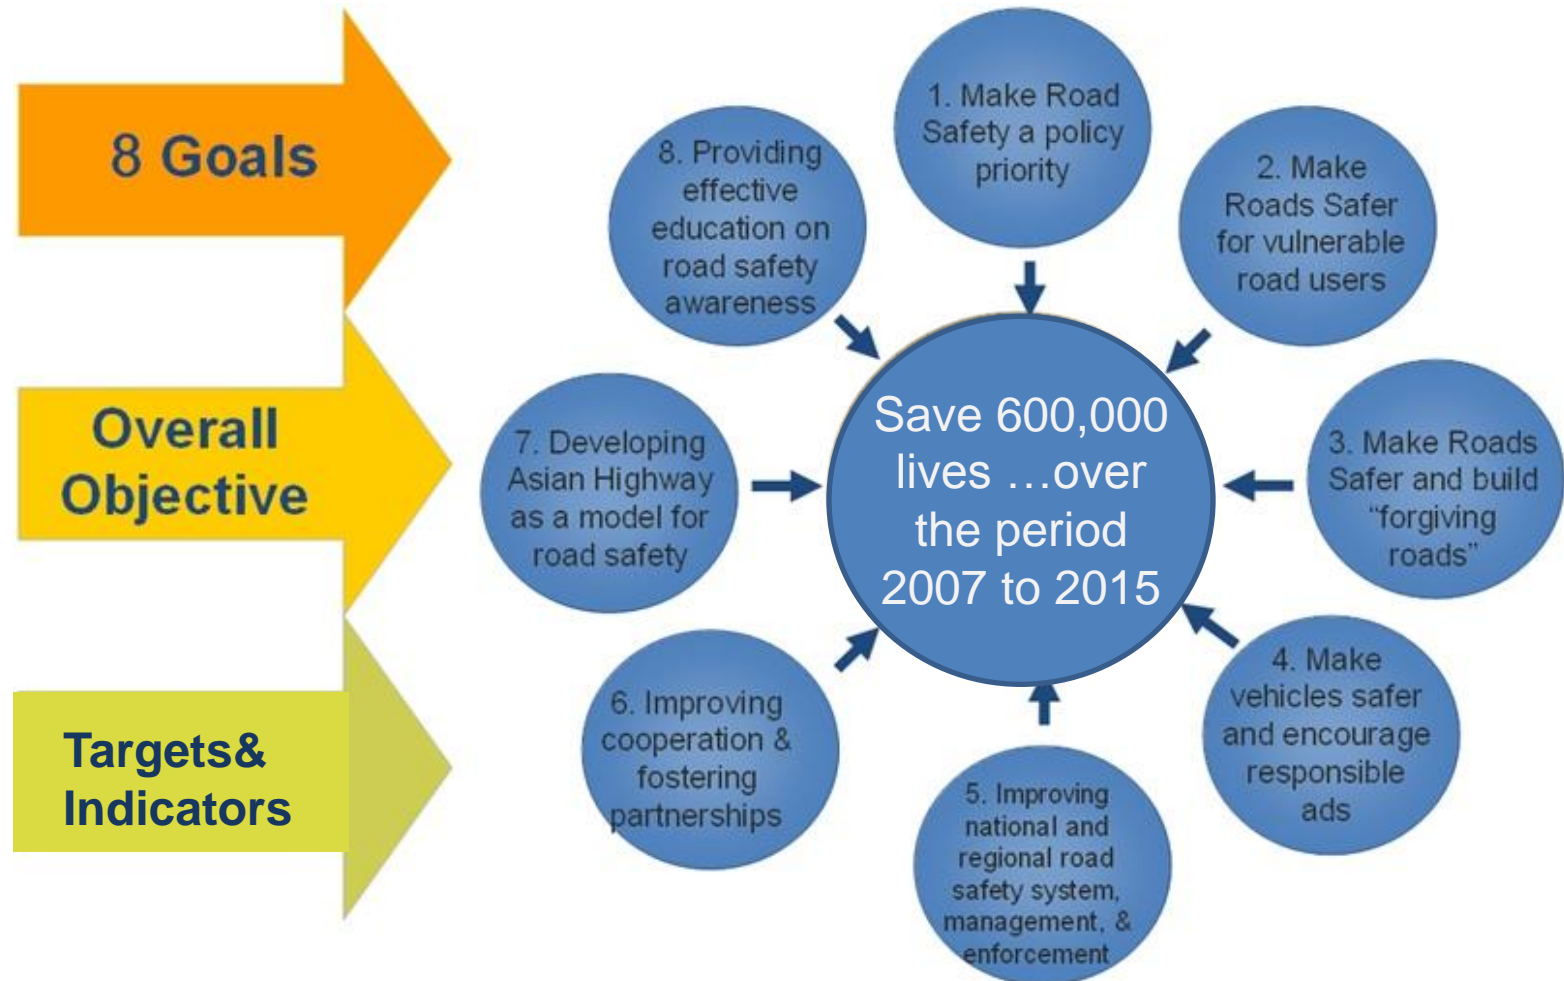 8 Goals
Overall
Objective
Targets&
Indicators
1. Make Road
Safety a policy
priority
2. Make
Roads Safer
for vulnerable
road users
3. Make Roads
Safer and build
“forgiving
roads”
4. Make
vehicles safer
and encourage
responsible
ads
5. Improving
national and
regional road
safety system,
management, &
enforcement
6. Improving
cooperation &
fostering
partnerships
7. Developing
Asian Highway
as a model for
road safety
8. Providing
effective
education on
road safety
awareness
Save 600,000
lives …over
the period
2007 to 2015